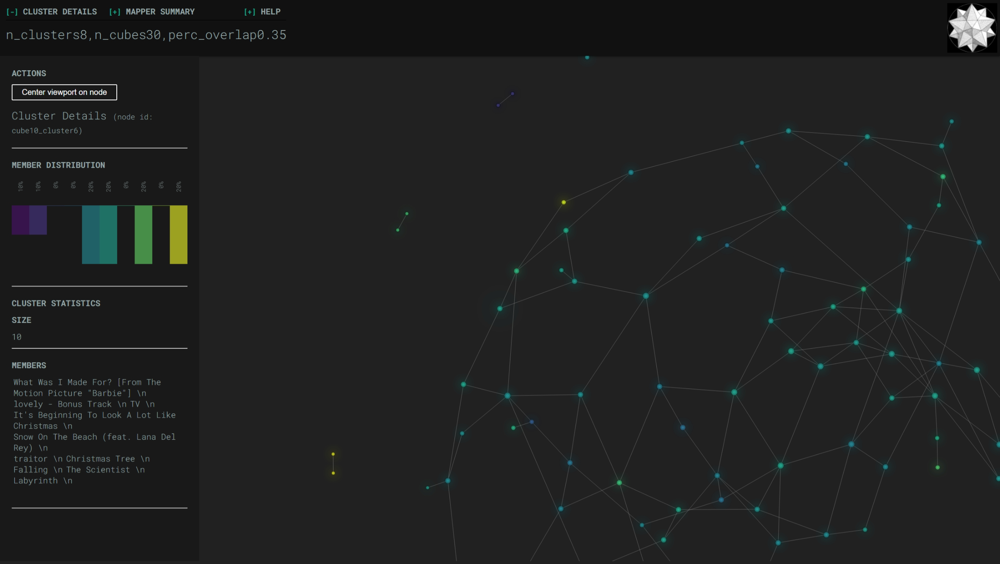 [-] CLUSTER DETAILS [+] MAPPER SUMMARY [+] HELP
n_clusters8,n_cubes30,perc_overlap0.35
ACTIONS
Center viewport on node
Cluster Details (node id:
cube10_cluster6)
MEMBER DISTRIBUTION
10% 10% 0% 0% 20% 20% 0% 20% 0% 20%
CLUSTER STATISTICS
SIZE
10
MEMBERS
What Was I Made For? [From The
Motion Picture "Barbie"] \n
lovely - Bonus Track \n TV \n
It's Beginning To Look A Lot Like
Christmas \n
Snow On The Beach (feat. Lana Del
Rey) \n
traitor \n Christmas Tree \n
Falling \n The Scientist \n
Labyrinth \n